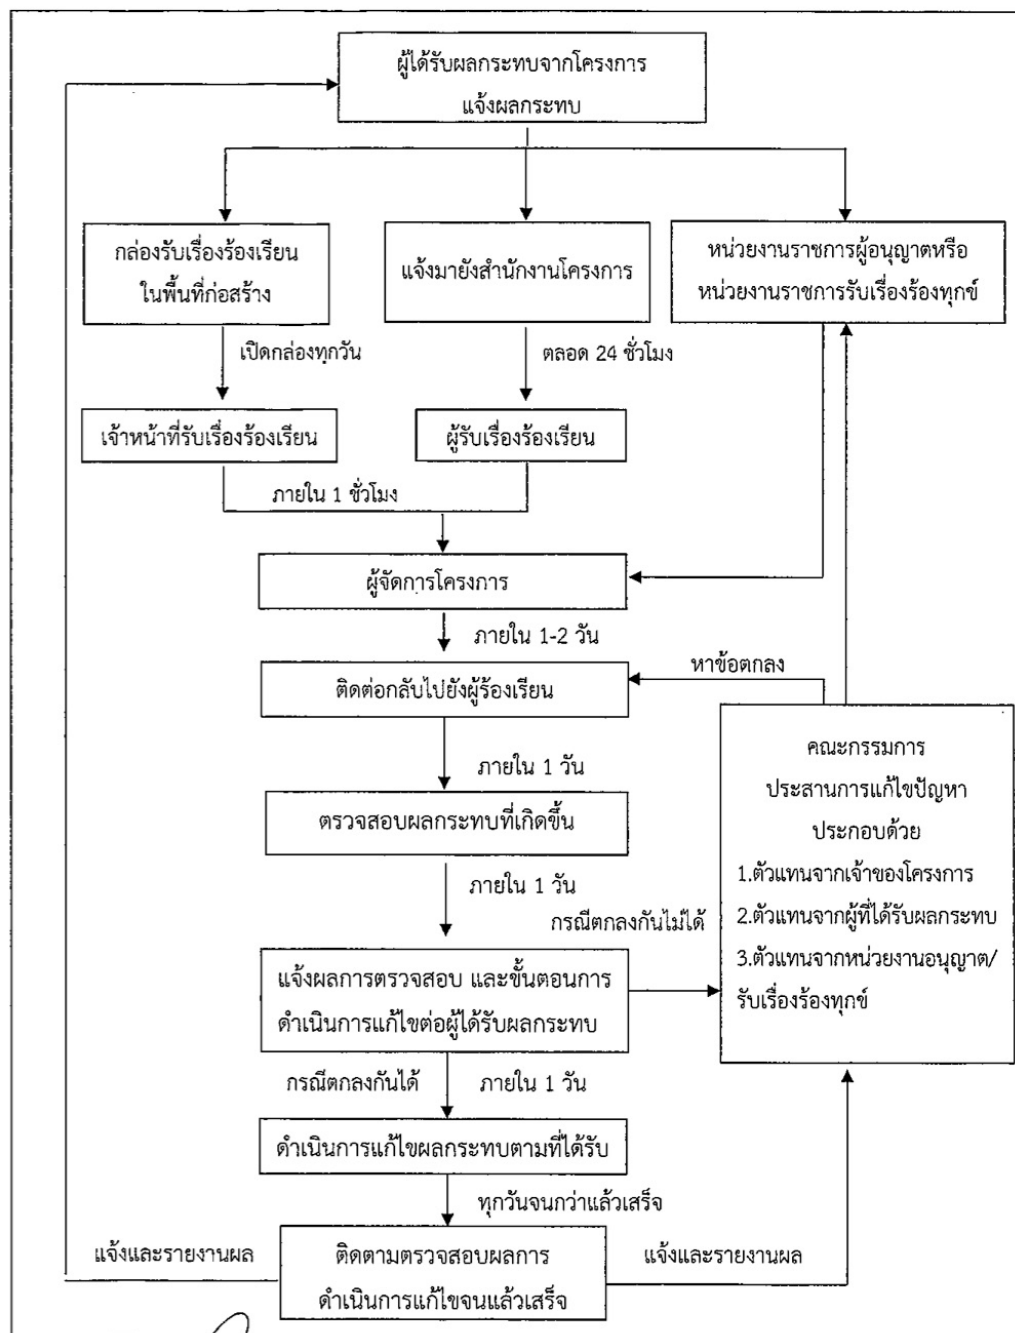 ผู้ได้รับผลกระทบจากโครงการ
แจ้งผลกระทบ
กล่องรับเรื่องร้องเรียน
ในพื้นที่ก่อสร้าง
แจ้งมายังสำนักงานโครงการ
หน่วยงานราชการผู้อนุญาตหรือ
หน่วยงานราชการรับเรื่องร้องทุกข์
เปิดกล่องทุกวัน
ตลอด 24 ชั่วโมง
เจ้าหน้าที่รับเรื่องร้องเรียน
ผู้รับเรื่องร้องเรียน
ภายใน 1 ชั่วโมง
ผู้จัดการโครงการ
ภายใน 1-2 วัน
หาข้อตกลง
ติดต่อกลับไปยังผู้ร้องเรียน
ภายใน 1 วัน
ตรวจสอบผลกระทบที่เกิดขึ้น
ภายใน 1 วัน
กรณีตกลงกันไม่ได้
คณะกรรมการ
ประสานการแก้ไขปัญหา
ประกอบด้วย
1.ตัวแทนจากเจ้าของโครงการ
2.ตัวแทนจากผู้ที่ได้รับผลกระทบ
3.ตัวแทนจากหน่วยงานอนุญาต/
รับเรื่องร้องทุกข์
แจ้งผลการตรวจสอบ และขั้นตอนการ
ดำเนินการแก้ไขต่อผู้ได้รับผลกระทบ
กรณีตกลงกันได้
ภายใน 1 วัน
ดำเนินการแก้ไขผลกระทบตามที่ได้รับ
ทุกวันจนกว่าแล้วเสร็จ
แจ้งและรายงานผล
ติดตามตรวจสอบผลการ
ดำเนินการแก้ไขจนแล้วเสร็จ
แจ้งและรายงานผล